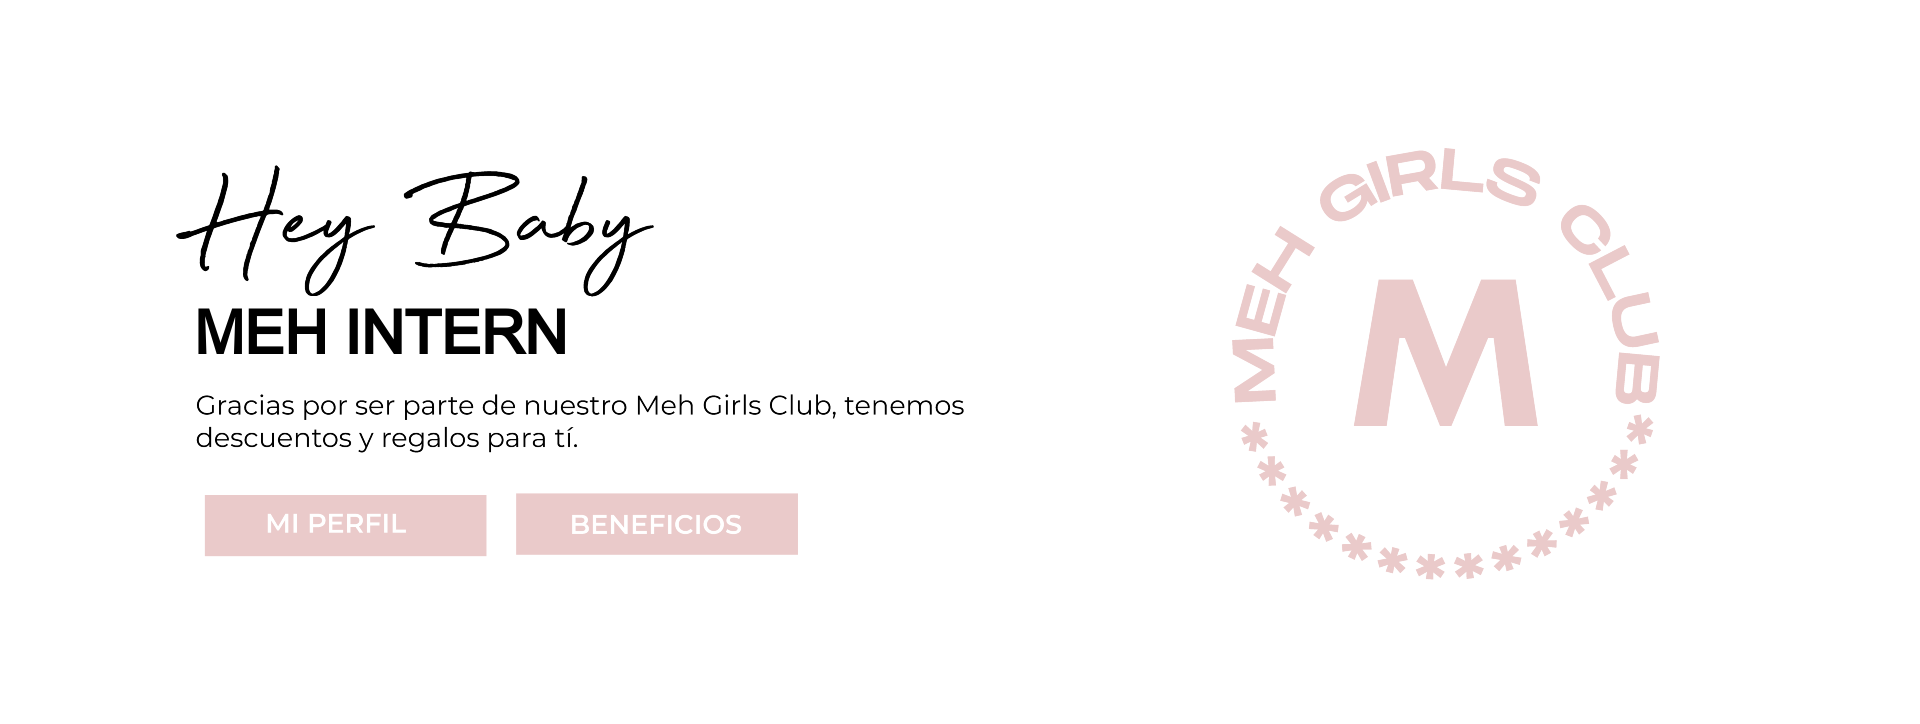 Hey Baby
MEH INTERN
Gracias por ser parte de nuestro Meh Girls Club, tenemos
descuentos y regalos para tí.
MI PERFIL
BENEFICIOS
MEH GIRLS CLUB****************
M